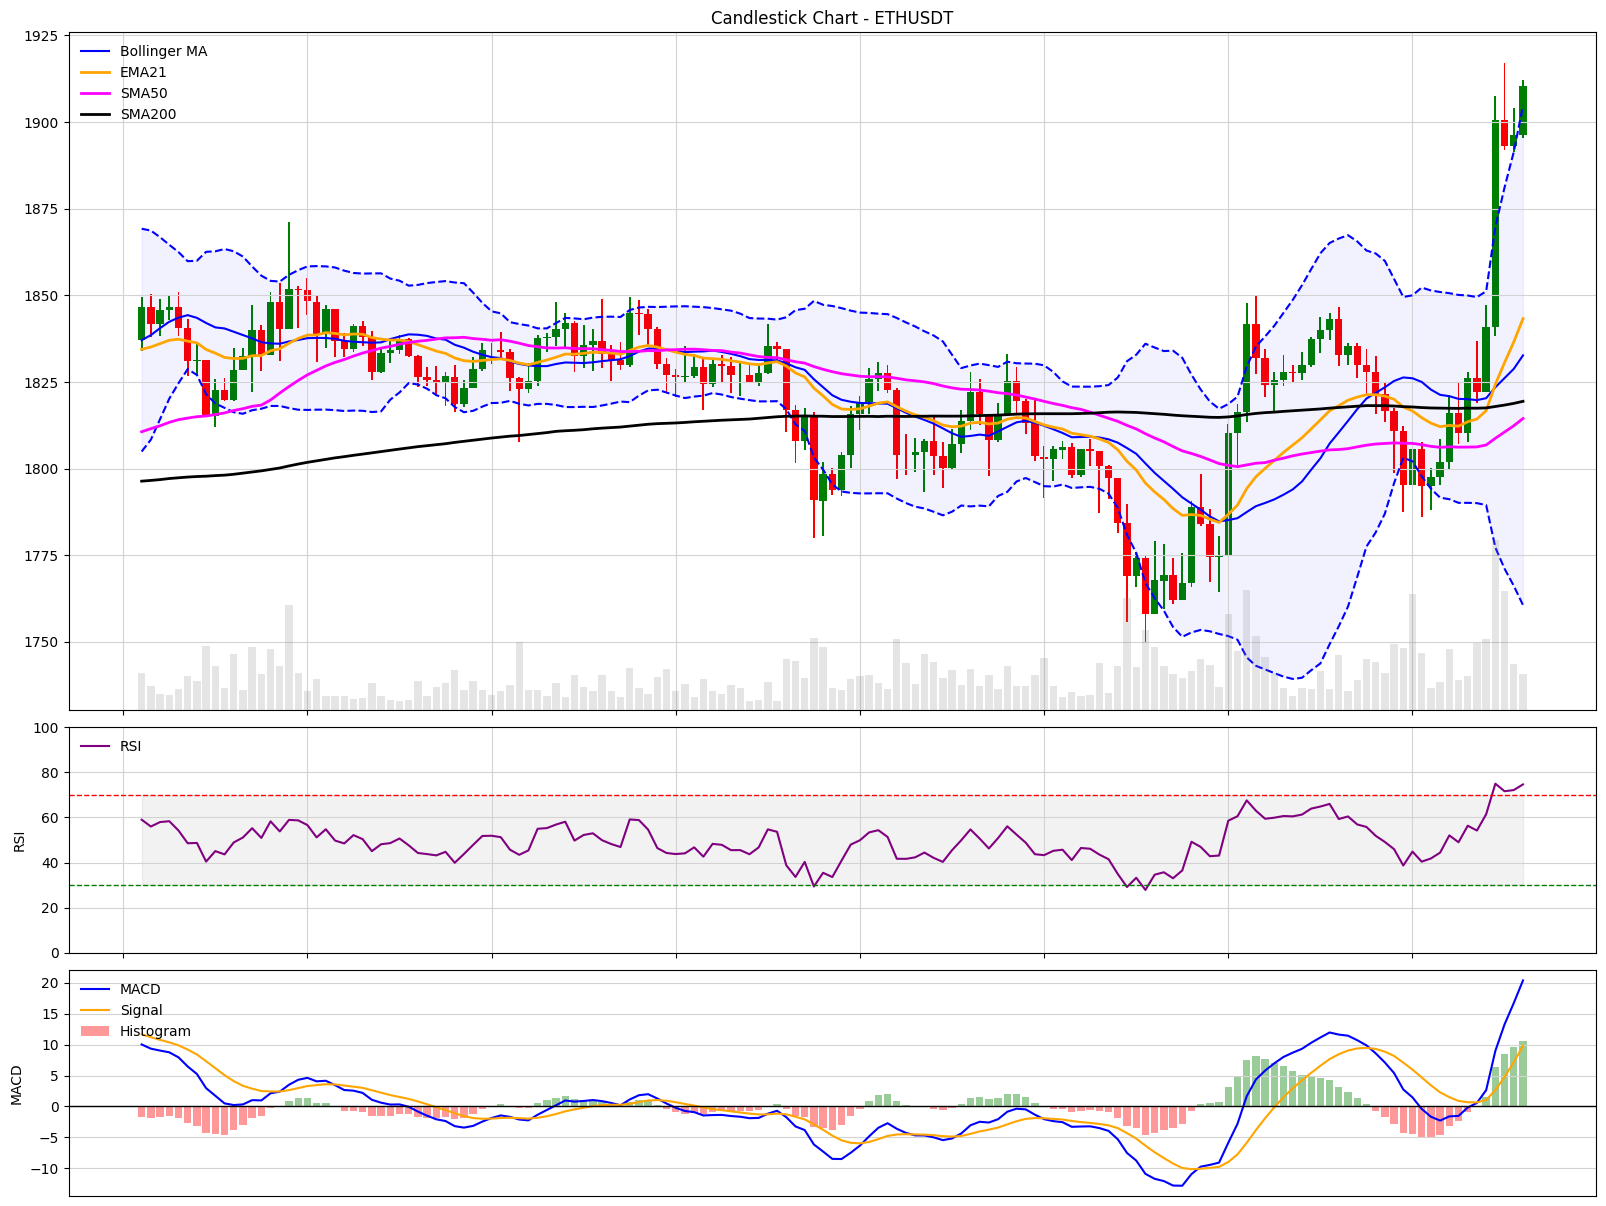 Candlestick Chart - ETHUSDT
1925
1900
1875
1850
1825
1800
1775
1750
Bollinger MA
EMA21
SMA50
SMA200
100
80
60
40
20
0
RSI
RSI
20
15
10
5
0
−5
−10
MACD
MACD
Signal
Histogram